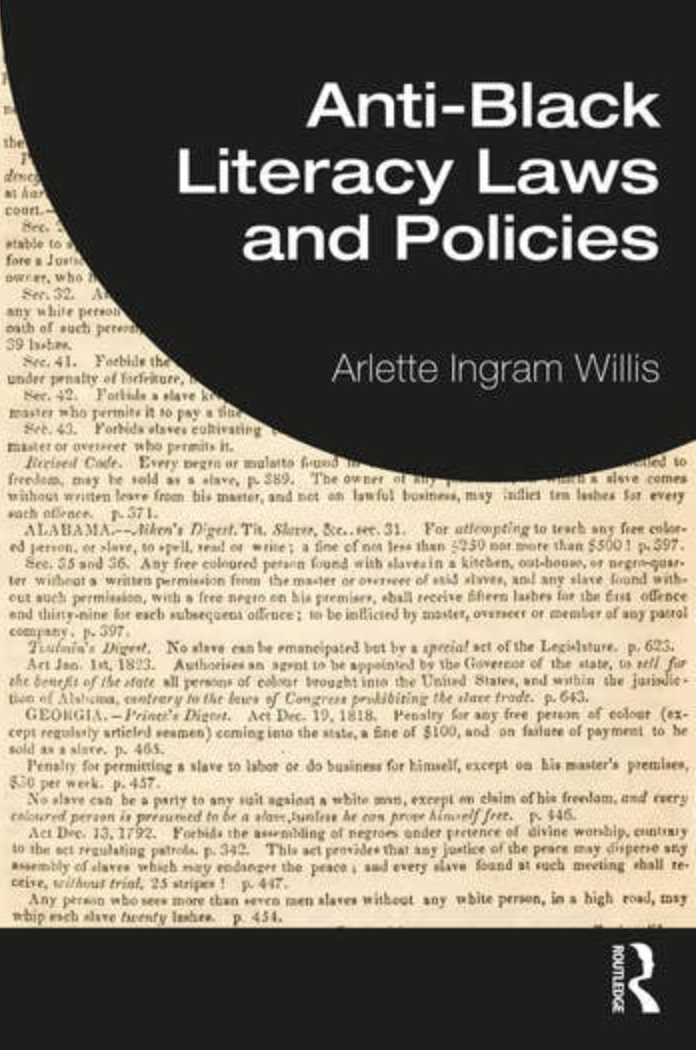 Anti-Black
Literacy Laws
and Policies
Arlette Ingram Willis
the
at har
court.—
Sec.
stable to
fore a Justic
owner, who
Sec. 32.
any white person
oath of such person
39 lashes.
Sec. 41. Forbids the
under penalty of forfeiture,
Sec. 42. Forbids a slave
master who permits it to pay a fine
Sec. 43. Forbids slaves cultivating
master or overseer who permits it.
Revised Code. Every negro or mulatto found
freedom, may be sold as a slave, p. 389. The owner of any which a slave comes
without written leave from his master, and not on lawful business, may inflict ten lashes for every
such offence. p. 371.
ALABAMA.—Aiken's Digest. Tit. Slaves, &c., sec. 31. For attempting to teach any free color-
ed person, or slave, to spell, read or write; a fine of not less than $250 nor more than $500! p. 397.
Sec. 35 and 36. Any free coloured person found with slaves in a kitchen, out-house, or negro-quar-
ter without a written permission from the master or overseer of said slaves, and any slave found with-
out such permission, with a free negro on his premises, shall receive fifteen lashes for the first offence
and thirty-nine for each subsequent offence; to be inflicted by master, overseer or member of any patrol
company. p. 397.
Toulmin's Digest. No slave can be emancipated but by a special act of the Legislature. p. 623.
Act Jan. 1st, 1823. Authorises an agent to be appointed by the Governor of the state, to sell for
the benefit of the state all persons of colour brought into the United States, and within the jurisdic-
tion of Alabama, contrary to the laws of Congress prohibiting the slave trade. p. 643.
GEORGIA.—Prince's Digest. Act Dec. 19, 1818. Penalty for any free person of colour (ex-
cept regularly articled seamen) coming into the state, a fine of $100, and on failure of payment to be
sold as a slave. p. 465.
Penalty for permitting a slave to labor or do business for himself, except on his master's premises,
$30 per week. p. 457.
No slave can be a party to any suit against a white man, except on claim of his freedom, and every
coloured person is presumed to be a slave, unless he can prove himself free. p. 446.
Act Dec. 13, 1792. Forbids the assembling of negroes under pretence of divine worship, contrary
to the act regulating patrols. p. 342. This act provides that any justice of the peace may disperse any
assembly of slaves which may endanger the peace; and every slave found at such meeting shall re-
ceive, without trial, 25 stripes! p. 447.
Any person who sees more than seven men slaves without any white person, in a high road, may
whip each slave twenty lashes. p. 454.
ROUTLEDGE